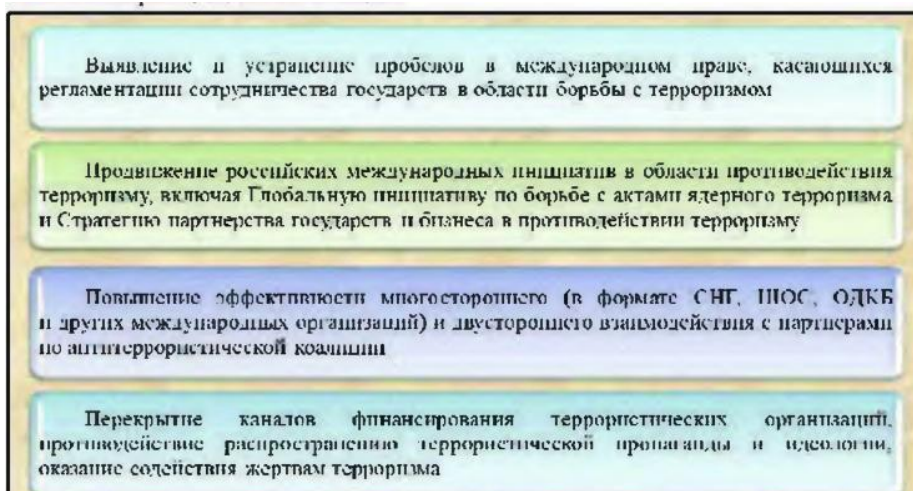 Выявление и устранение пробелов в международном праве, касающихся
регламентации сотрудничества государств в области борьбы с терроризмом
Продвижение российских международных инициатив в области противодействия
терроризму, включая Глобальную инициативу по борьбе с актами ядерного терроризма
и Стратегию партнерства государств и бизнеса в противодействии терроризму
Повышение эффективности многостороннего (в формате СНГ, ШОС, ОДКБ
и других международных организаций) и двустороннего взаимодействия с партнерами
по антитеррористической коалиции
Перекрытие каналов финансирования террористических организаций,
противодействие распространению террористической пропаганды и идеологии,
оказание содействия жертвам терроризма